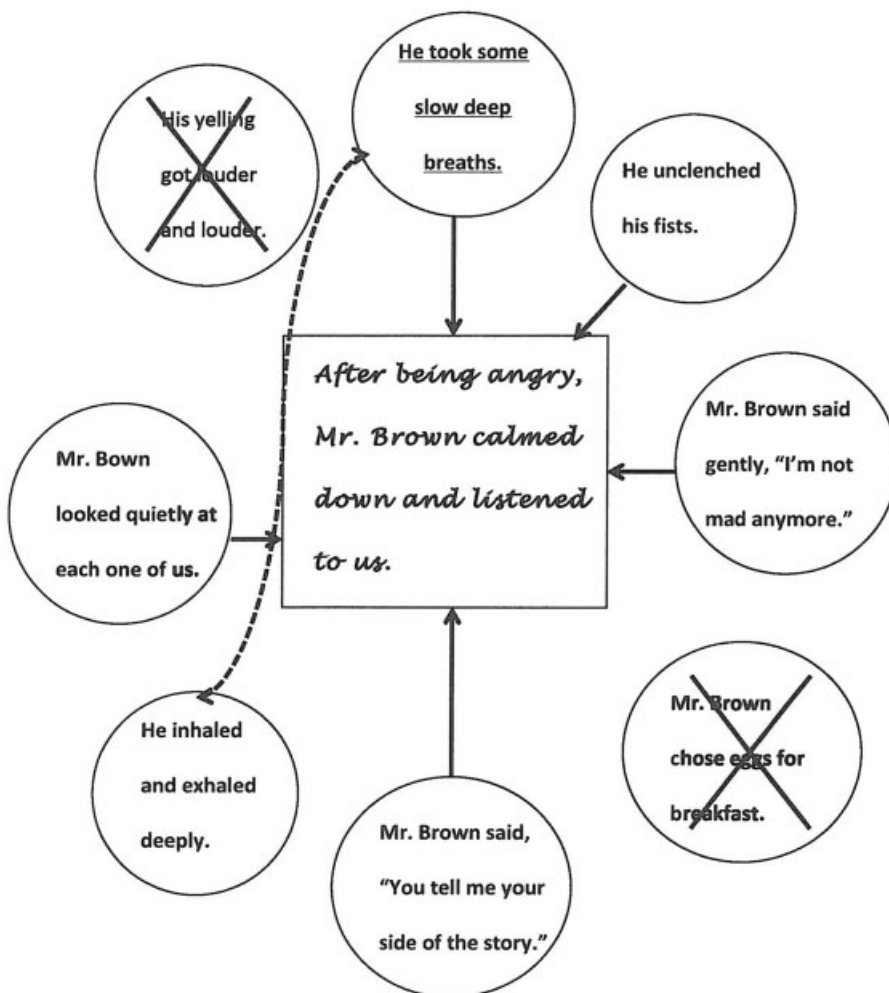 He took some
slow deep
breaths.
His yelling
got louder
and louder.
He unclenched
his fists.
After being angry,
Mr. Brown calmed
down and listened
to us.
Mr. Brown said
gently, “I’m not
mad anymore.”
Mr. Bown
looked quietly at
each one of us.
He inhaled
and exhaled
deeply.
Mr. Brown
chose eggs for
breakfast.
Mr. Brown said,
“You tell me your
side of the story.”